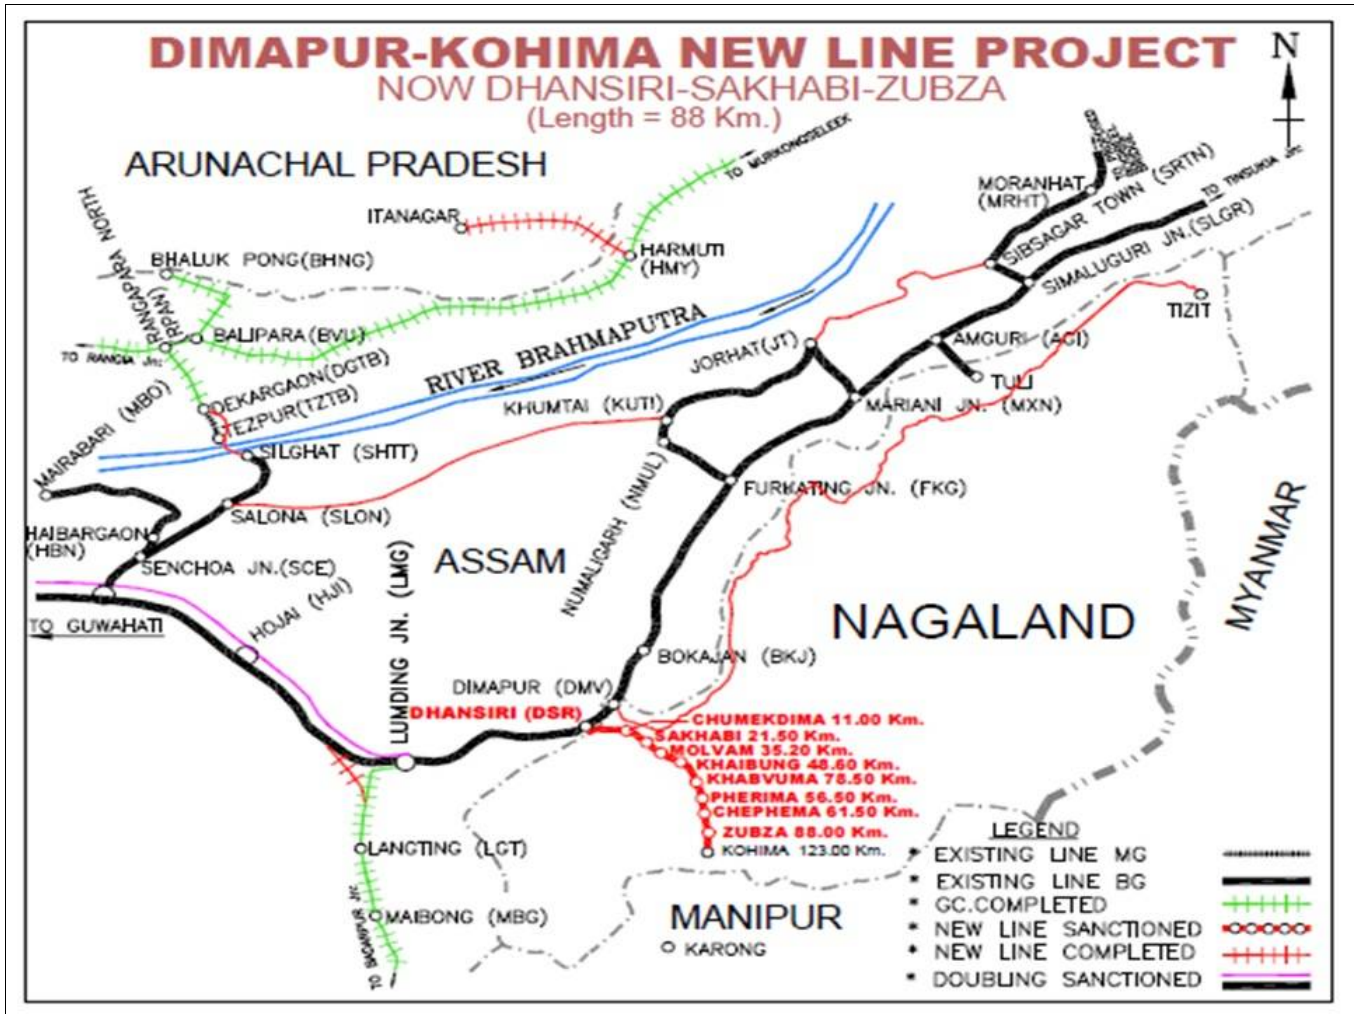 DIMAPUR-KOHIMA NEW LINE PROJECT
NOW DHANSIRI-SAKHABI-ZUBZA
(Length = 88 Km.)
N
ARUNACHAL PRADESH
TO MURKONGSELEEK
ITANAGAR
HARMUTI
(HMY)
MORANHAT
(MRHT)
SIBSAGAR TOWN (SRTN)
TO TINSUKIA Jn:
SIMALUGURI JN.(SLGR)
TIZIT
RANGAPARA NORTH
(RPAN)
BHALUK PONG(BHNG)
BALIPARA (BVU)
TO RANGIA Jn:
DEKARGAON(DGTB)
TEZPUR(TZTB)
RIVER BRAHMAPUTRA
JORHAT(JT)
AMGURI (AGI)
TULI
MARIANI JN. (MXN)
KHUMTAI (KUTI)
MAIRABARI (MBO)
SILGHAT (SHTT)
NUMALIGARH (NMUL)
FURKATING JN. (FKG)
SALONA (SLON)
HAIBARGAON
(HBN)
SENCHOA JN.(SCE)
ASSAM
NAGALAND
MYANMAR
TO GUWAHATI
HOJAI (HJI)
LUMDING JN. (LMG)
BOKAJAN (BKJ)
DIMAPUR (DMV)
DHANSIRI (DSR)
CHUMEKDIMA 11.00 Km.
SAKHABI 21.50 Km.
MOLVAM 35.20 Km.
KHAIBUNG 48.60 Km.
KHABVUMA 78.50 Km.
PHERIMA 56.50 Km.
CHEPHEMA 61.50 Km.
ZUBZA 88.00 Km.
KOHIMA 123.00 Km.
LANGTING (LGT)
MAIBONG (MBG)
MANIPUR
KARONG
LEGEND
* EXISTING LINE MG
* EXISTING LINE BG
* GC.COMPLETED
* NEW LINE SANCTIONED
* NEW LINE COMPLETED
* DOUBLING SANCTIONED